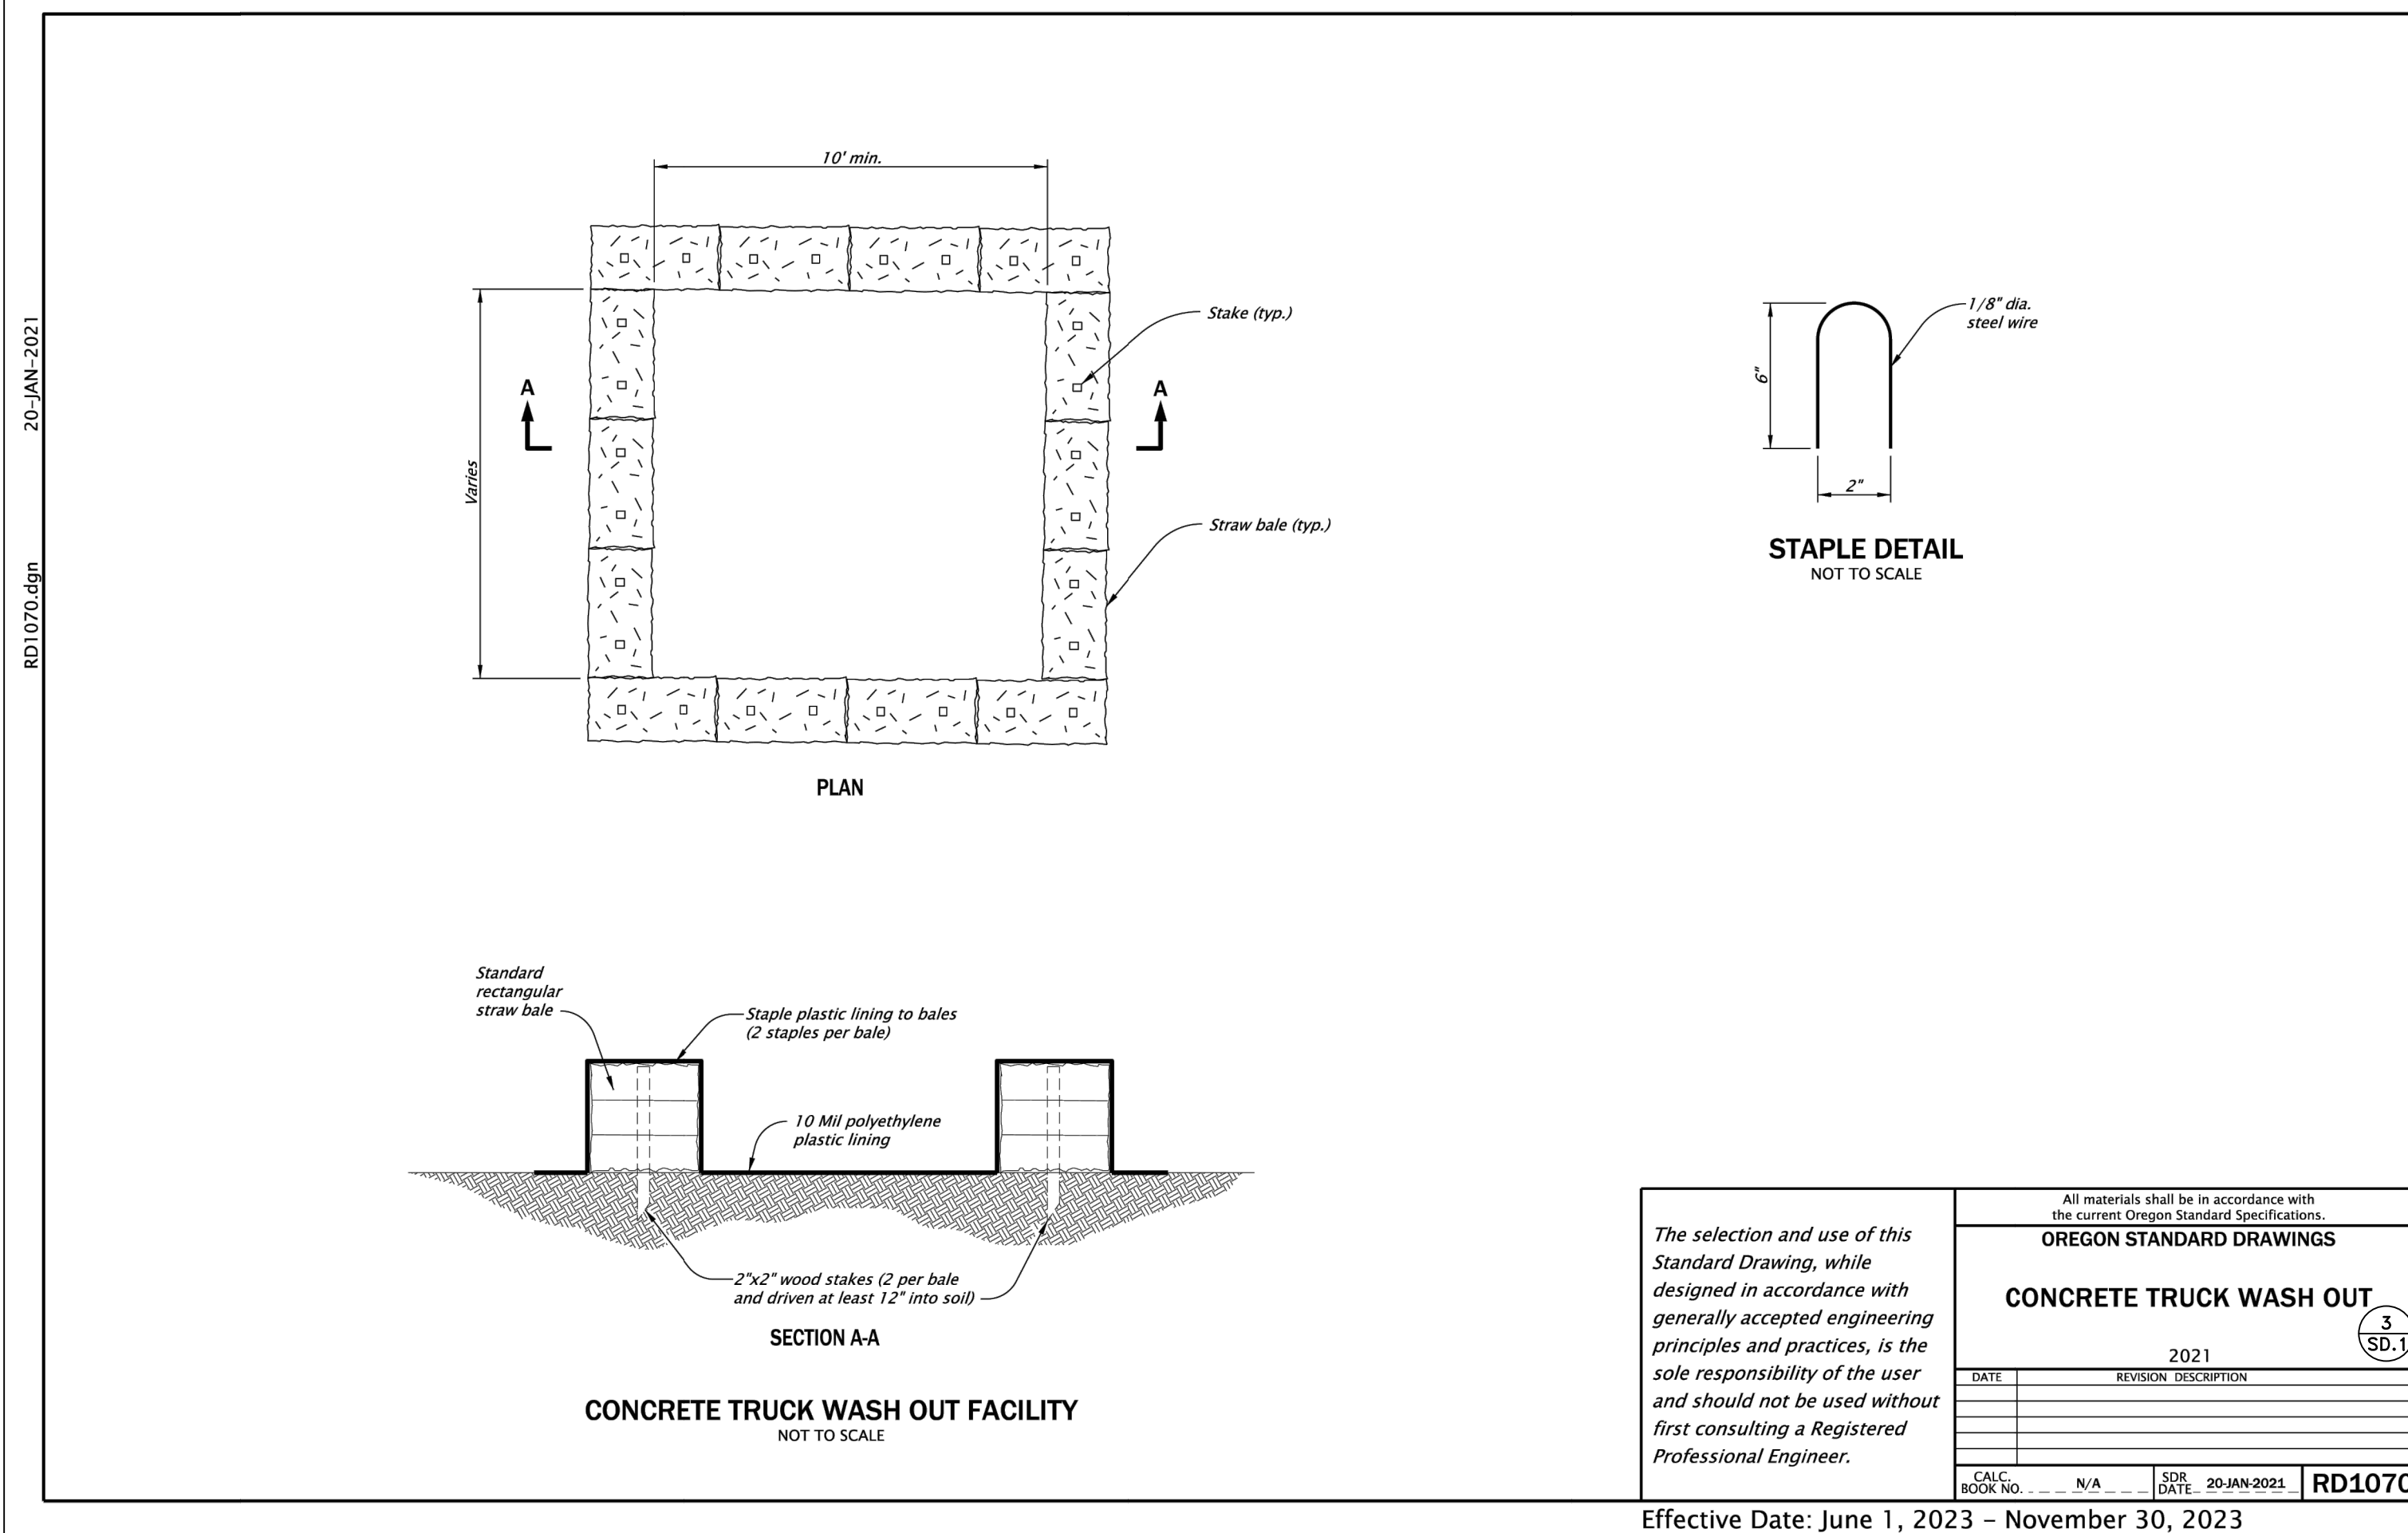 20-JAN-2021
RD1070.dgn
10' min.
Stake (typ.)
A
A
Varies
Straw bale (typ.)
PLAN
1/8" dia.
steel wire
6"
2"
STAPLE DETAIL
NOT TO SCALE
Standard
rectangular
straw bale
Staple plastic lining to bales
(2 staples per bale)
10 Mil polyethylene
plastic lining
2"x2" wood stakes (2 per bale
and driven at least 12" into soil)
SECTION A-A
CONCRETE TRUCK WASH OUT FACILITY
NOT TO SCALE
The selection and use of this
Standard Drawing, while
designed in accordance with
generally accepted engineering
principles and practices, is the
sole responsibility of the user
and should not be used without
first consulting a Registered
Professional Engineer.
All materials shall be in accordance with
the current Oregon Standard Specifications.
OREGON STANDARD DRAWINGS
CONCRETE TRUCK WASH OUT
3
SD.1
2021
DATE REVISION DESCRIPTION
CALC.
BOOK NO. N/A
SDR
DATE 20-JAN-2021
RD1070
Effective Date: June 1, 2023 – November 30, 2023